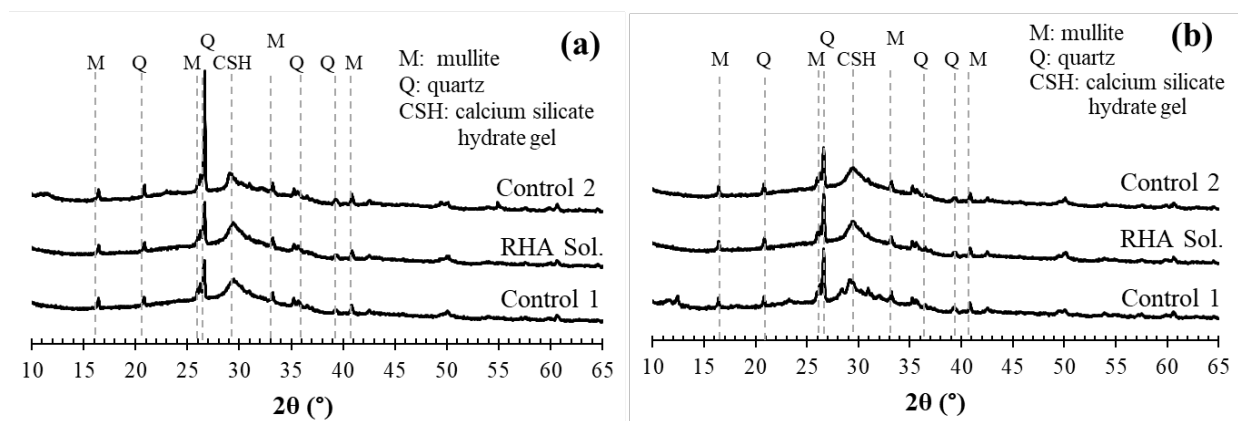 (a)
M: mullite
Q: quartz
CSH: calcium silicate
hydrate gel
M Q M Q CSH M Q Q M
Control 2
RHA Sol.
Control 1
10 15 20 25 30 35 40 45 50 55 60 65
2θ (°)
(b)
M: mullite
Q: quartz
CSH: calcium silicate
hydrate gel
M Q M Q CSH M Q Q M
Control 2
RHA Sol.
Control 1
10 15 20 25 30 35 40 45 50 55 60 65
2θ (°)